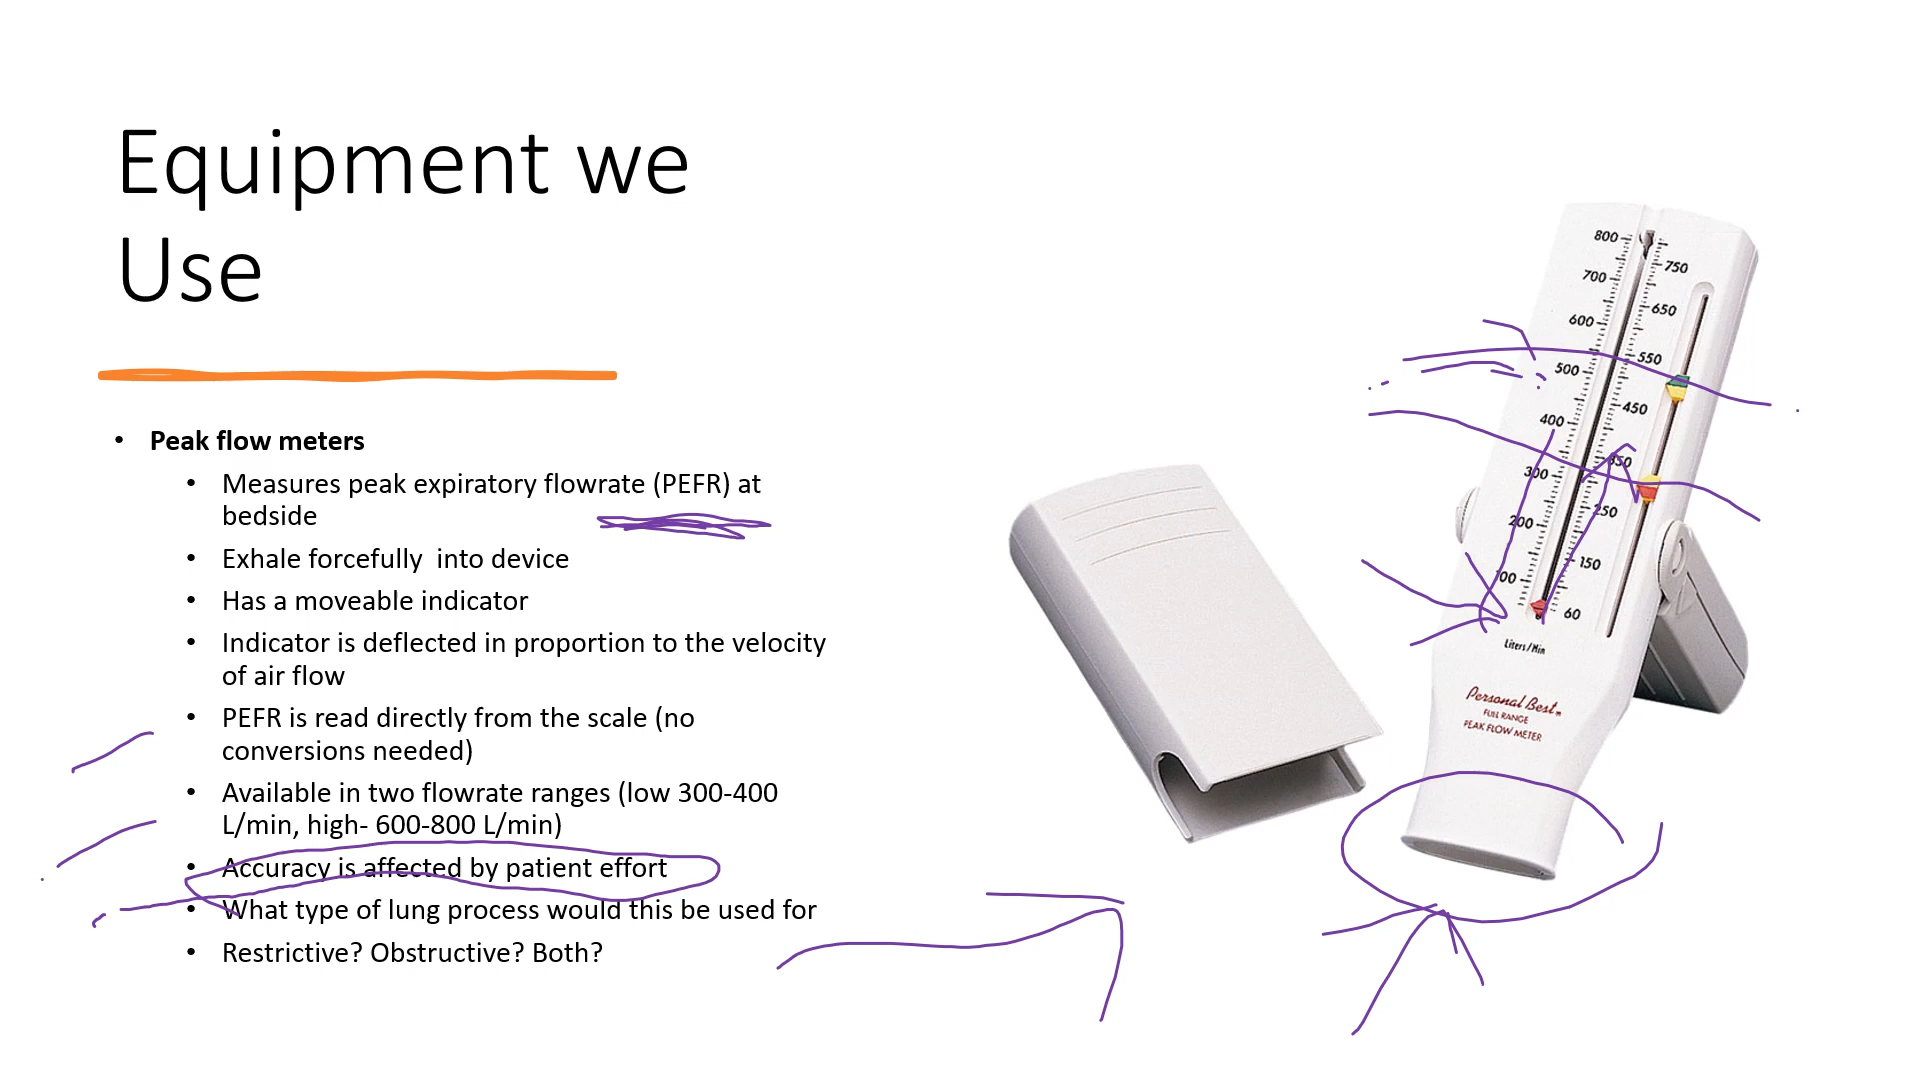 Equipment we
Use
• Peak flow meters
• Measures peak expiratory flowrate (PEFR) at
bedside
• Exhale forcefully  into device
• Has a moveable indicator
• Indicator is deflected in proportion to the velocity
of air flow
• PEFR is read directly from the scale (no
conversions needed)
• Available in two flowrate ranges (low 300-400
L/min, high- 600-800 L/min)
• Accuracy is affected by patient effort
• What type of lung process would this be used for
• Restrictive? Obstructive? Both?
800
750
700
650
600
550
500
450
400
350
300
250
200
150
100
60
Liters/Min
Personal Best™
FULL RANGE
PEAK FLOW METER